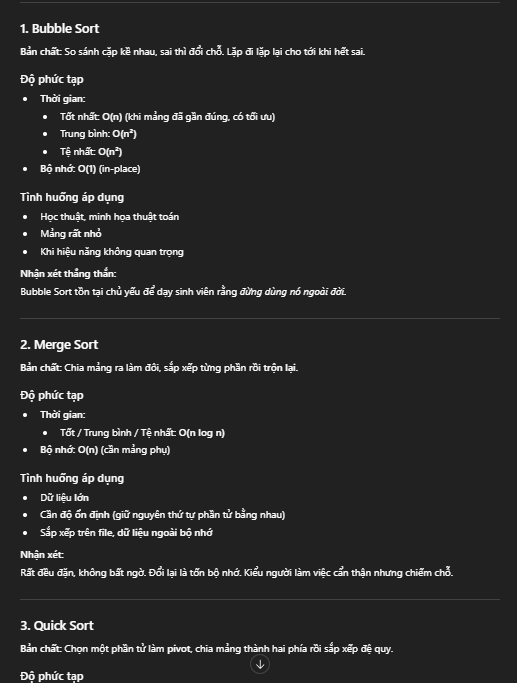 1. Bubble Sort
Bản chất: So sánh cặp kề nhau, sai thì đổi chỗ. Lặp đi lặp lại cho tới khi hết sai.
Độ phức tạp
• Thời gian:
• Tốt nhất: O(n) (khi mảng đã gần đúng, có tối ưu)
• Trung bình: O(n²)
• Tệ nhất: O(n²)
• Bộ nhớ: O(1) (in-place)
Tình huống áp dụng
• Học thuật, minh họa thuật toán
• Mảng rất nhỏ
• Khi hiệu năng không quan trọng
Nhận xét thẳng thắn:
Bubble Sort tồn tại chủ yếu để dạy sinh viên rằng đừng dùng nó ngoài đời.
2. Merge Sort
Bản chất: Chia mảng ra làm đôi, sắp xếp từng phần rồi trộn lại.
Độ phức tạp
• Thời gian:
• Tốt / Trung bình / Tệ nhất: O(n log n)
• Bộ nhớ: O(n) (cần mảng phụ)
Tình huống áp dụng
• Dữ liệu lớn
• Cần độ ổn định (giữ nguyên thứ tự phần tử bằng nhau)
• Sắp xếp trên file, dữ liệu ngoài bộ nhớ
Nhận xét:
Rất đều đặn, không bất ngờ. Đổi lại là tốn bộ nhớ. Kiểu người làm việc cẩn thận nhưng chiếm chỗ.
3. Quick Sort
Bản chất: Chọn một phần tử làm pivot, chia mảng thành hai phía rồi sắp xếp đệ quy.
Độ phức tạp